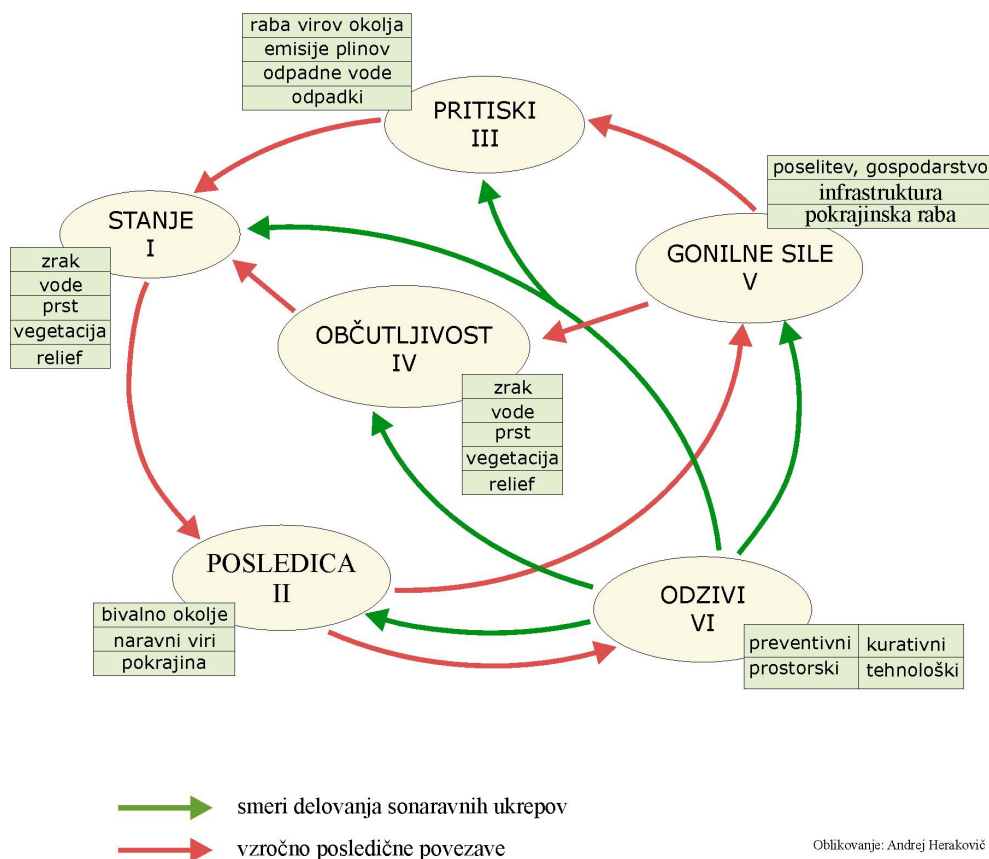 raba virov okolja
emisije plinov
odpadne vode
odpadki
PRITISKI
III
poselitev, gospodarstvo
infrastruktura
pokrajinska raba
STANJE
I
GONILNE SILE
V
zrak
vode
prst
vegetacija
relief
OBČUTLJIVOST
IV
zrak
vode
prst
vegetacija
relief
POSLEDICA
II
bivalno okolje
naravni viri
pokrajina
ODZIVI
VI
preventivni kurativni
prostorski tehnološki
smeri delovanja sonaravnih ukrepov
vzročno posledične povezave
Oblikovanje: Andrej Herakovič